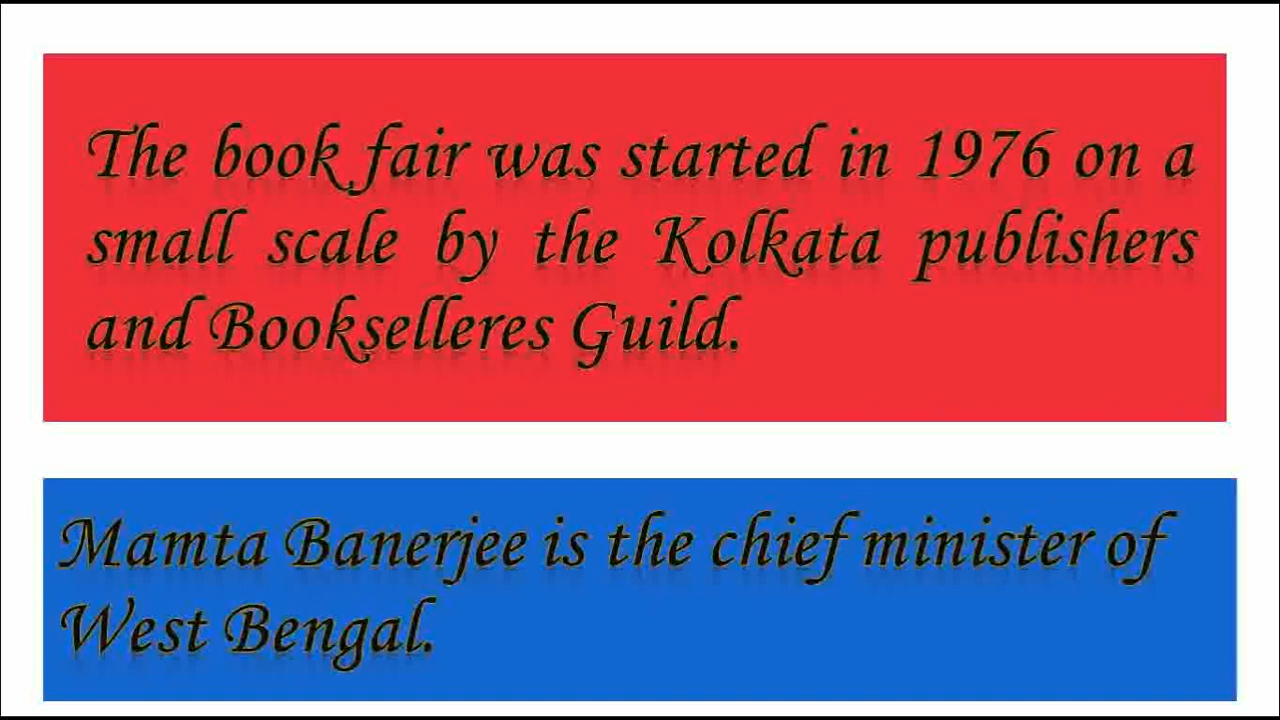 The book fair was started in 1976 on a
small scale by the Kolkata publishers
and Bookselleres Guild.
Mamta Banerjee is the chief minister of
West Bengal.